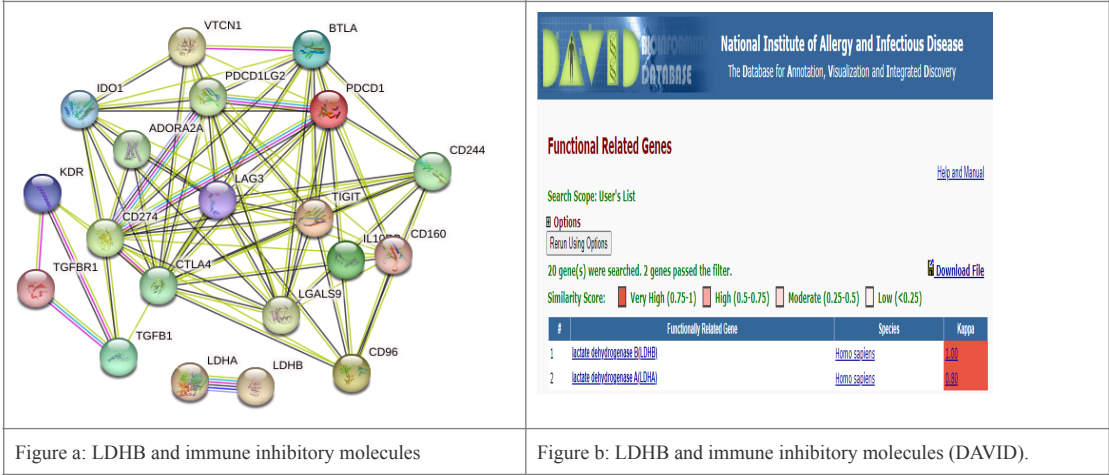 VTCN1
BTLA
PDCD1LG2
PDCD1
IDO1
ADORA2A
CD244
KDR
LAG3
TIGIT
CD274
CD160
CTLA4
TGFBR1
LGALS9
TGFB1
CD96
LDHA
LDHB
DAVID BIOINFORMATI
DATABASE
National Institute of Allergy and Infectious Disease
The Database for Annotation, Visualization and Integrated Discovery
Functional Related Genes
Help and Manual
Search Scope: User's List
Options
Rerun Using Options
20 gene(s) were searched. 2 genes passed the filter.
Download File
Similarity Score: Very High (0.75-1) High (0.5-0.75) Moderate (0.25-0.5) Low (<0.25)
# Functionally Related Gene Species Kappa
1 lactate dehydrogenase B(LDHB) Homo sapiens 1.00
2 lactate dehydrogenase A(LDHA) Homo sapiens 0.80
Figure a: LDHB and immune inhibitory molecules
Figure b: LDHB and immune inhibitory molecules (DAVID).